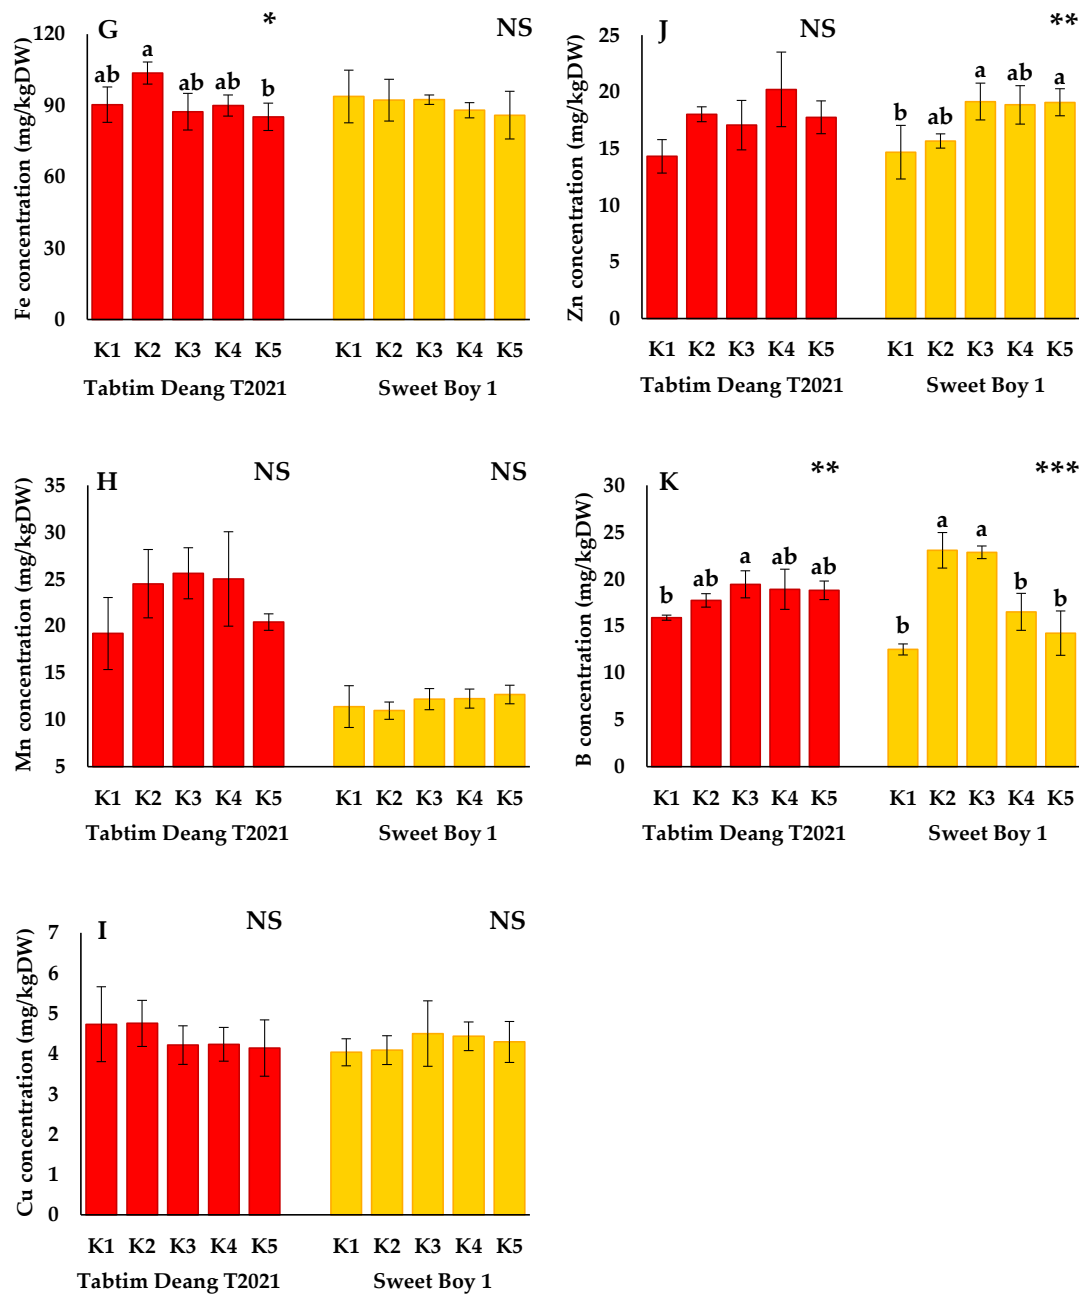 G
*
NS
Fe concentration (mg/kgDW)
120
90
60
30
0
ab
a
ab
ab
b
K1 K2 K3 K4 K5 K1 K2 K3 K4 K5
Tabtim Deang T2021 Sweet Boy 1
J
NS
**
Zn concentration (mg/kgDW)
25
20
15
10
5
0
b
ab
a
ab
a
K1 K2 K3 K4 K5 K1 K2 K3 K4 K5
Tabtim Deang T2021 Sweet Boy 1
H
NS
NS
Mn concentration (mg/kgDW)
35
30
25
20
15
10
5
K1 K2 K3 K4 K5 K1 K2 K3 K4 K5
Tabtim Deang T2021 Sweet Boy 1
K
**
***
B concentration (mg/kgDW)
30
25
20
15
10
5
0
b
ab
a
ab
ab
b
a
a
b
b
K1 K2 K3 K4 K5 K1 K2 K3 K4 K5
Tabtim Deang T2021 Sweet Boy 1
I
NS
NS
Cu concentration (mg/kgDW)
7
6
5
4
3
2
1
0
K1 K2 K3 K4 K5 K1 K2 K3 K4 K5
Tabtim Deang T2021 Sweet Boy 1